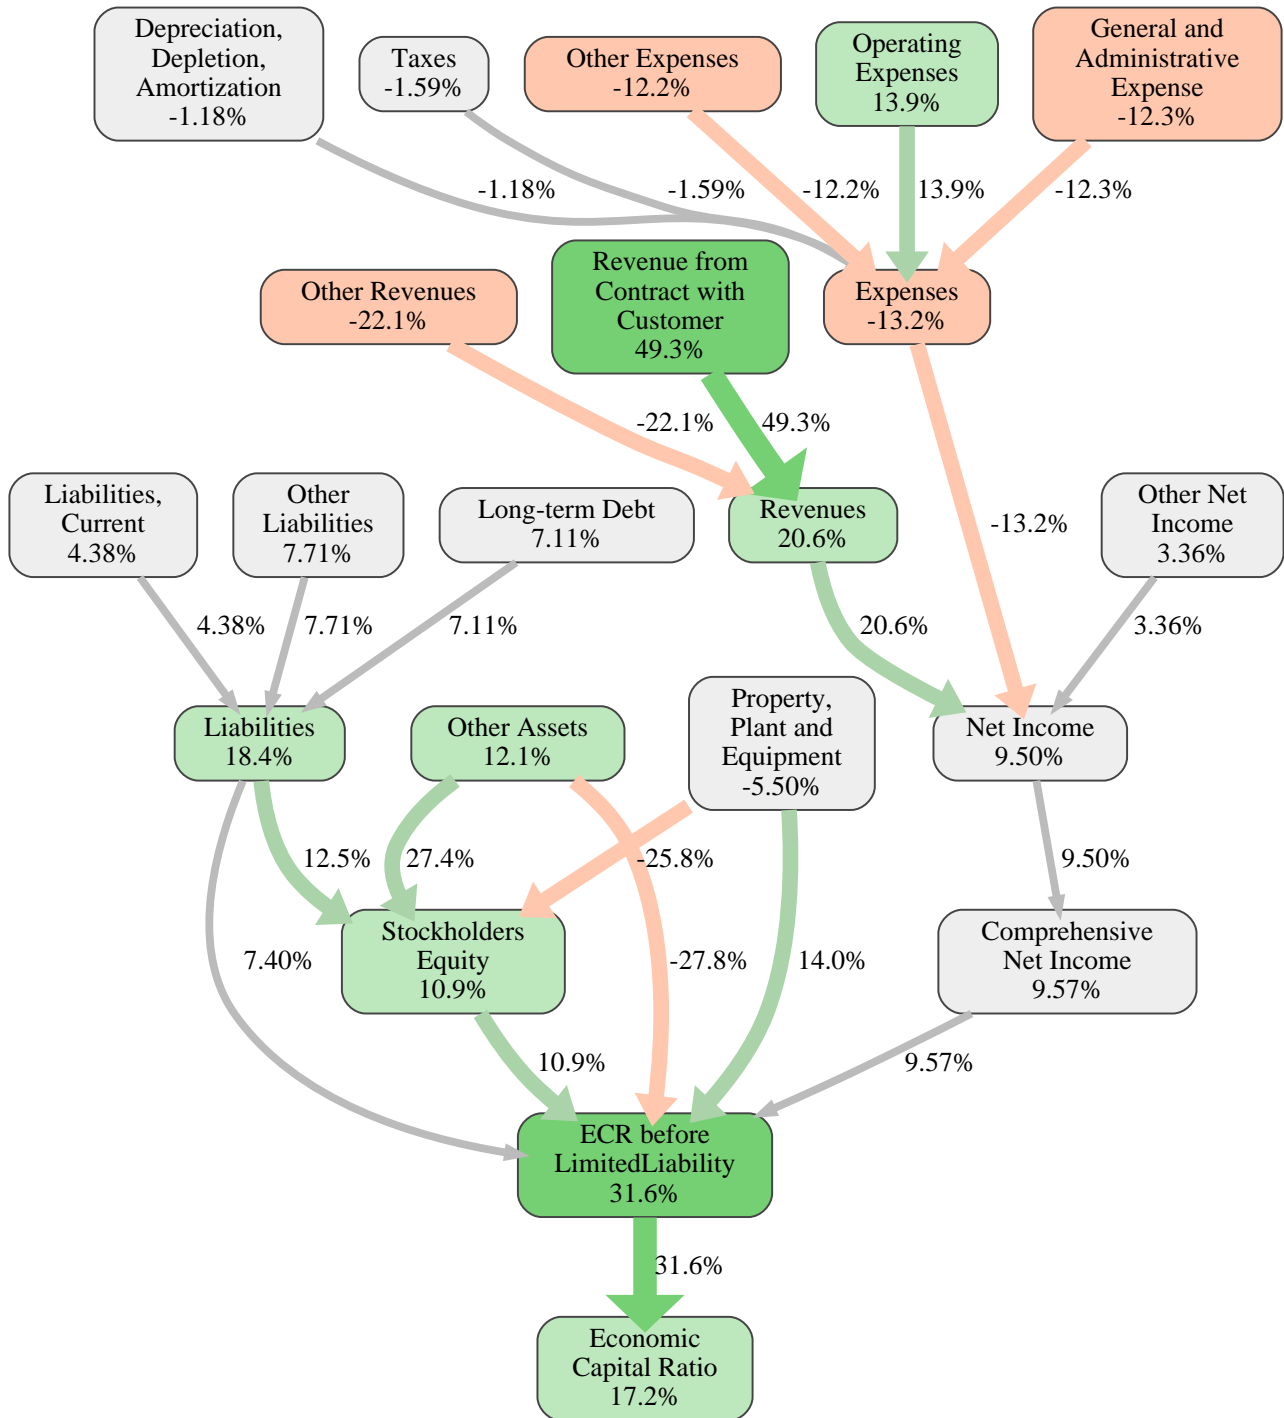 Depreciation,
Depletion,
Amortization
-1.18%
Taxes
-1.59%
Other Expenses
-12.2%
Operating
Expenses
13.9%
General and
Administrative
Expense
-12.3%
-1.18%
-1.59%
-12.2%
13.9%
-12.3%
Other Revenues
-22.1%
Revenue from
Contract with
Customer
49.3%
Expenses
-13.2%
-22.1%
49.3%
-13.2%
Liabilities,
Current
4.38%
Other
Liabilities
7.71%
Long-term Debt
7.11%
Revenues
20.6%
Other Net
Income
3.36%
4.38%
7.71%
7.11%
20.6%
3.36%
Liabilities
18.4%
Other Assets
12.1%
Property,
Plant and
Equipment
-5.50%
Net Income
9.50%
12.5%
27.4%
-25.8%
9.50%
Stockholders
Equity
10.9%
Comprehensive
Net Income
9.57%
7.40%
-27.8%
14.0%
10.9%
9.57%
ECR before
LimitedLiability
31.6%
31.6%
Economic
Capital Ratio
17.2%